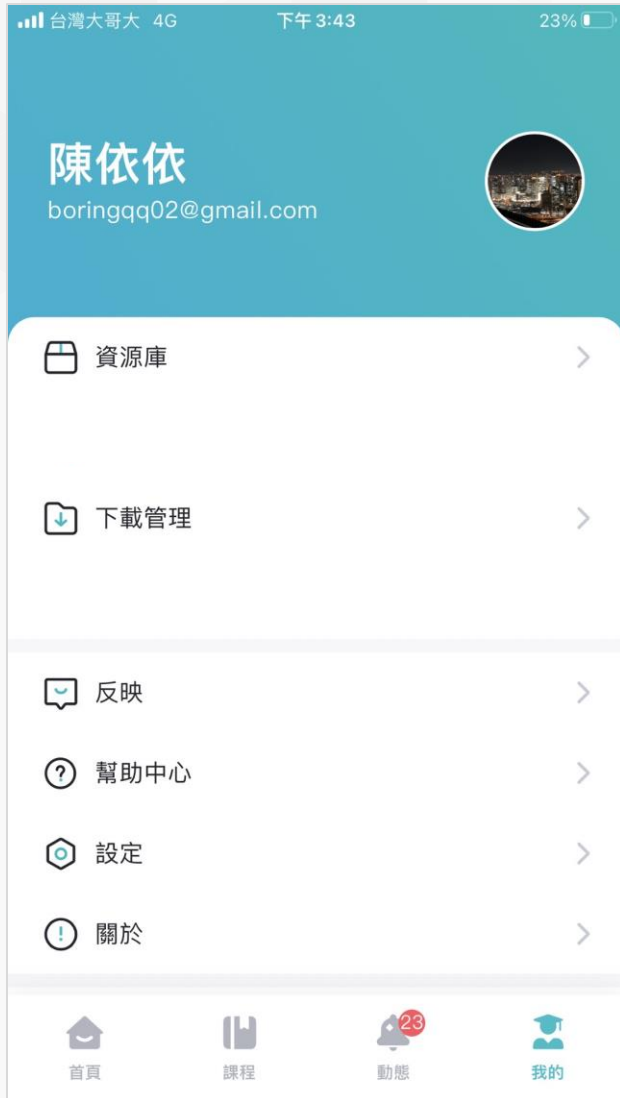 台灣大哥大 4G 下午 3:43 23%
陳依依
boringqq02@gmail.com
資源庫
下載管理
反映
幫助中心
設定
關於
23
首頁 課程 動態 我的